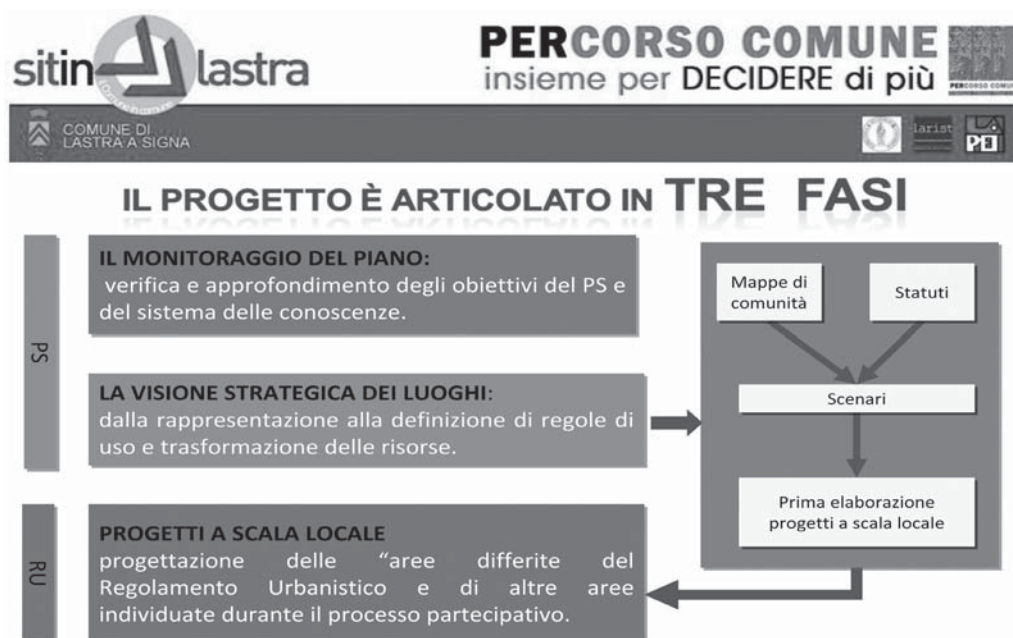 sitin lastra
PERCORSO COMUNE
insieme per DECIDERE di più
PERCORSO COMUNE
COMUNE DI
LASTRA A SIGNA
larist
IL PROGETTO È ARTICOLATO IN TRE FASI
PS
IL MONITORAGGIO DEL PIANO:
verifica e approfondimento degli obiettivi del PS e
del sistema delle conoscenze.
LA VISIONE STRATEGICA DEI LUOGHI:
dalla rappresentazione alla definizione di regole di
uso e trasformazione delle risorse.
RU
PROGETTI A SCALA LOCALE
progettazione delle “aree differite del
Regolamento Urbanistico e di altre aree
individuate durante il processo partecipativo.
Mappe di
comunità
Statuti
Scenari
Prima elaborazione
progetti a scala locale